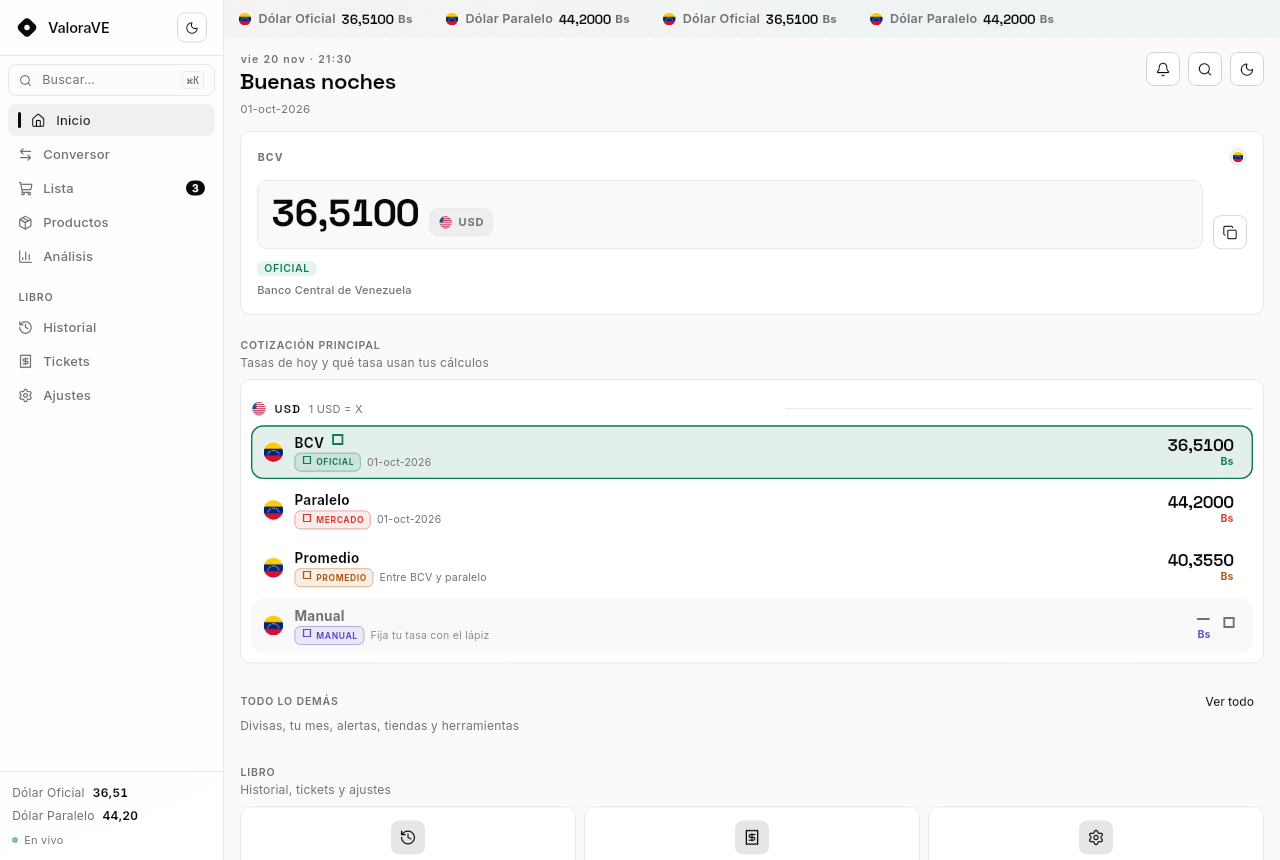 ValoraVE
Buscar...
⌘K
Inicio
Conversor
Lista
3
Productos
Análisis
LIBRO
Historial
Tickets
Ajustes
Dólar Oficial 36,51
Dólar Paralelo 44,20
En vivo
Dólar Oficial 36,5100 Bs Dólar Paralelo 44,2000 Bs Dólar Oficial 36,5100 Bs Dólar Paralelo 44,2000 Bs
vie 20 nov · 21:30
Buenas noches
01-oct-2026
BCV
36,5100 USD
OFICIAL
Banco Central de Venezuela
COTIZACIÓN PRINCIPAL
Tasas de hoy y qué tasa usan tus cálculos
USD 1 USD = X
BCV
36,5100
OFICIAL 01-oct-2026
Bs
Paralelo
44,2000
MERCADO 01-oct-2026
Bs
Promedio
40,3550
PROMEDIO Entre BCV y paralelo
Bs
Manual
—
MANUAL Fija tu tasa con el lápiz
Bs
TODO LO DEMÁS
Ver todo
Divisas, tu mes, alertas, tiendas y herramientas
LIBRO
Historial, tickets y ajustes